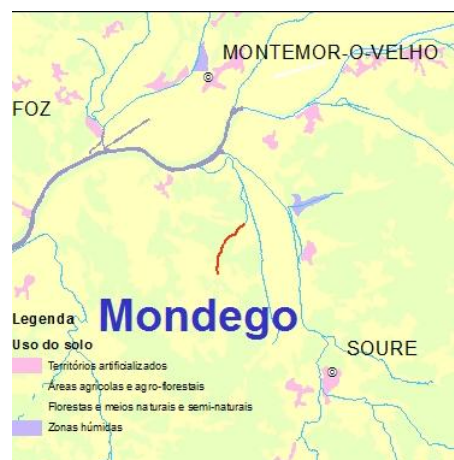 MONTEMOR-O-VELHO
©
FOZ
Mondego
Legenda
Uso do solo
SOURE
©
Territórios artificializados
Áreas agrícolas e agro-florestais
Florestas e meios naturais e semi-naturais
Zonas húmidas